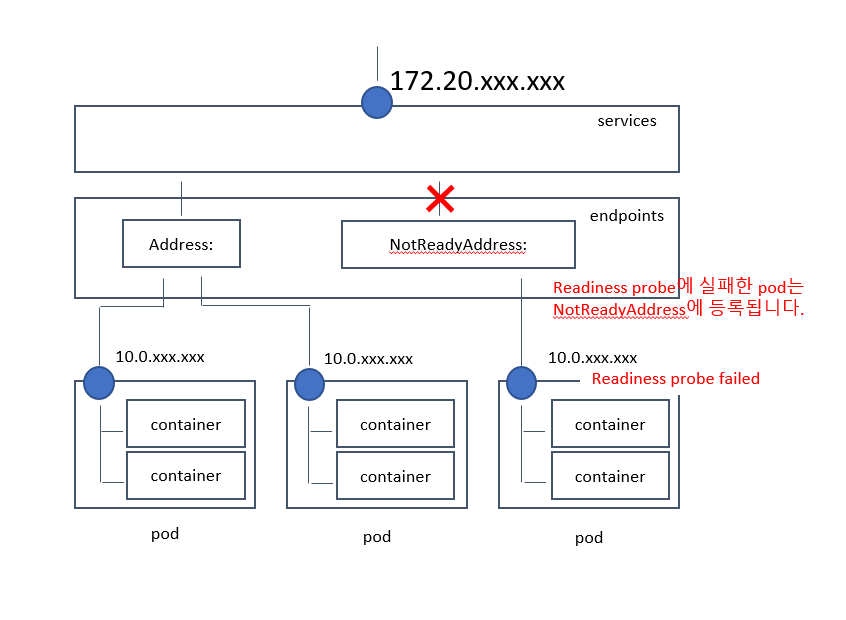 172.20.xxx.xxx
services
endpoints
Address:
NotReadyAddress:
Readiness probe에 실패한 pod는
NotReadyAddress에 등록됩니다.
10.0.xxx.xxx
10.0.xxx.xxx
10.0.xxx.xxx
Readiness probe failed
container
container
container
container
container
container
pod
pod
pod